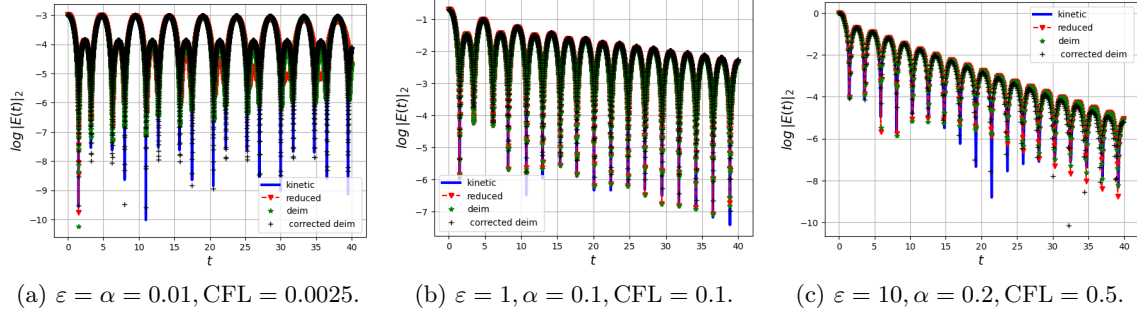 −3
−4
−5
−6
−7
−8
−9
−10
log |E(t)|₂
0 5 10 15 20 25 30 35 40
t
kinetic
reduced
deim
corrected deim
(a) ε = α = 0.01, CFL = 0.0025.
−1
−2
−3
−4
−5
−6
−7
log |E(t)|₂
0 5 10 15 20 25 30 35 40
t
kinetic
reduced
deim
corrected deim
(b) ε = 1, α = 0.1, CFL = 0.1.
0
−2
−4
−6
−8
−10
log |E(t)|₂
0 5 10 15 20 25 30 35 40
t
kinetic
reduced
deim
corrected deim
(c) ε = 10, α = 0.2, CFL = 0.5.